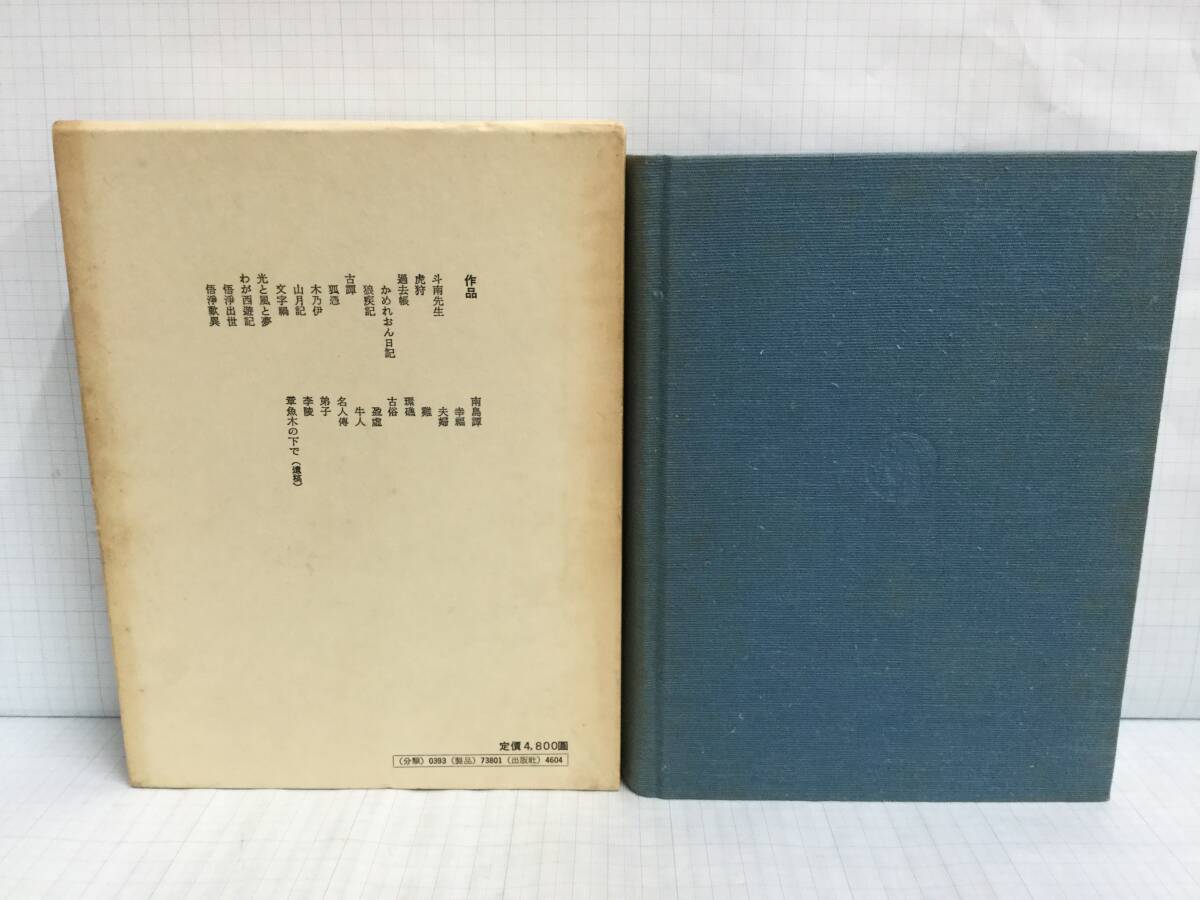 作品
斗南先生
虎狩
過去帳
かめれおん日記
狼疾記
古譚
狐憑
木乃伊
山月記
文字禍
光と風と夢
わが西遊記
悟淨出世
悟淨歎異
南島譚
幸福
夫婦
雞
環礁
古俗
盈虚
牛人
名人傳
弟子
李陵
章魚木の下で(遺稿)
定價4,800圓
(分類) 0393 (製品) 73801 (出版社) 4604